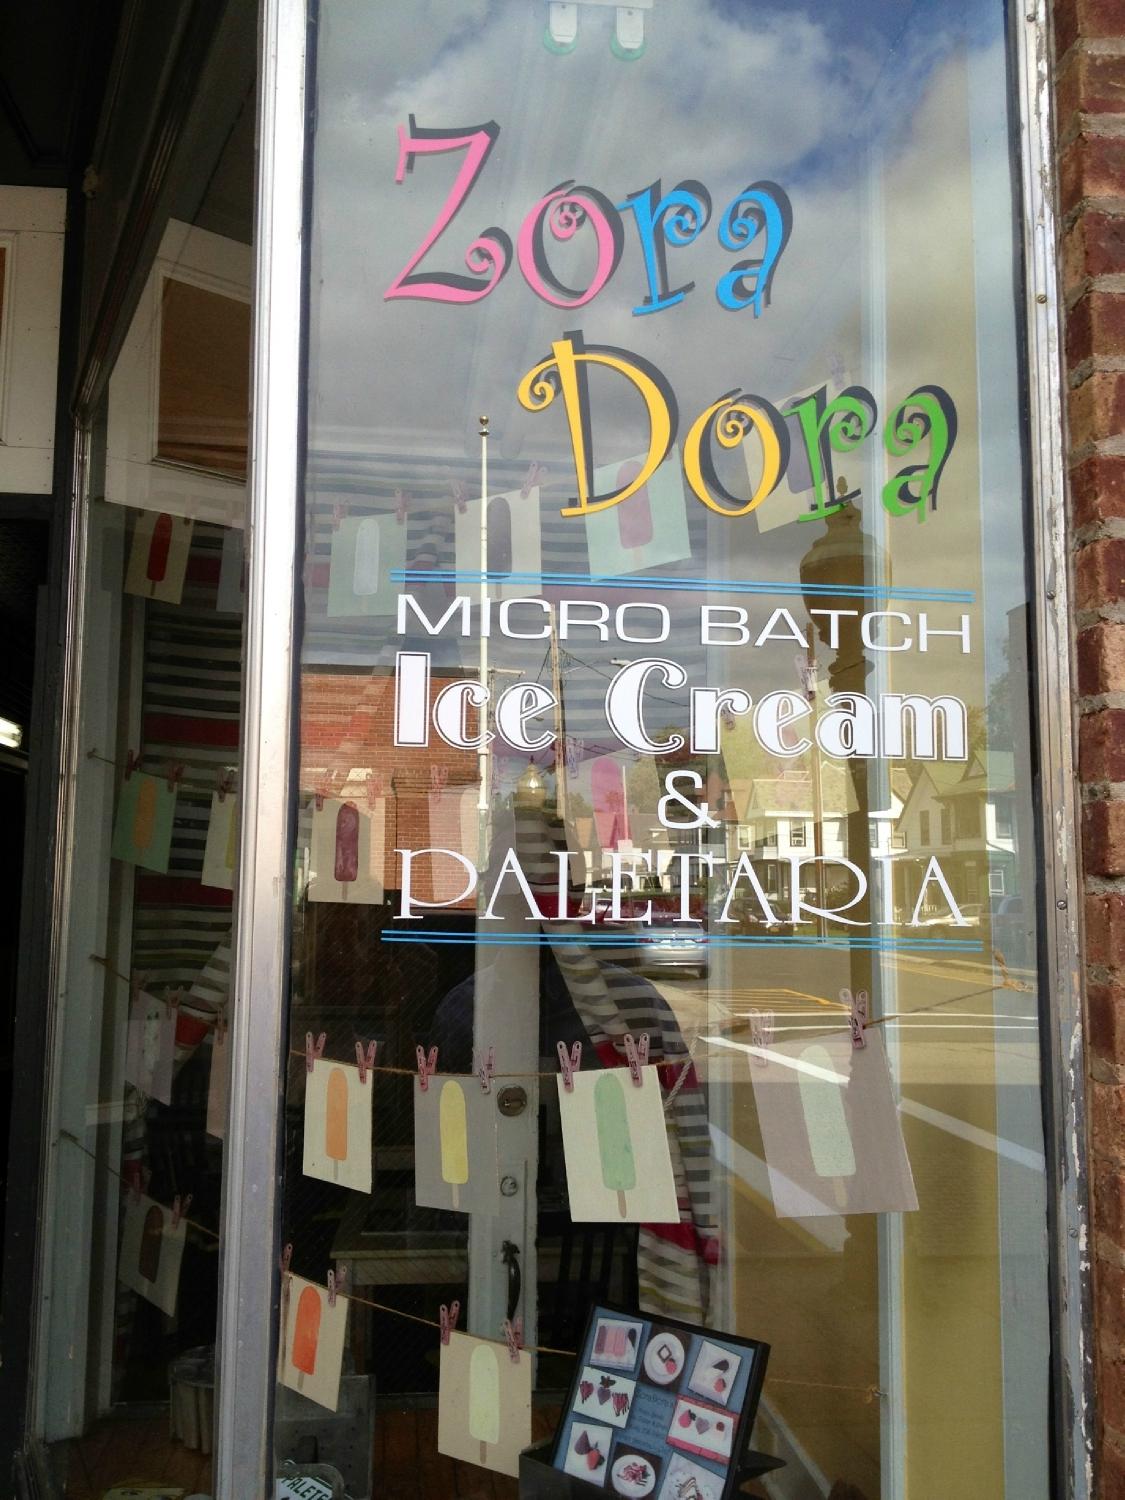 Zora
Dora
MICRO BATCH
Ice Cream
&
PALETARIA